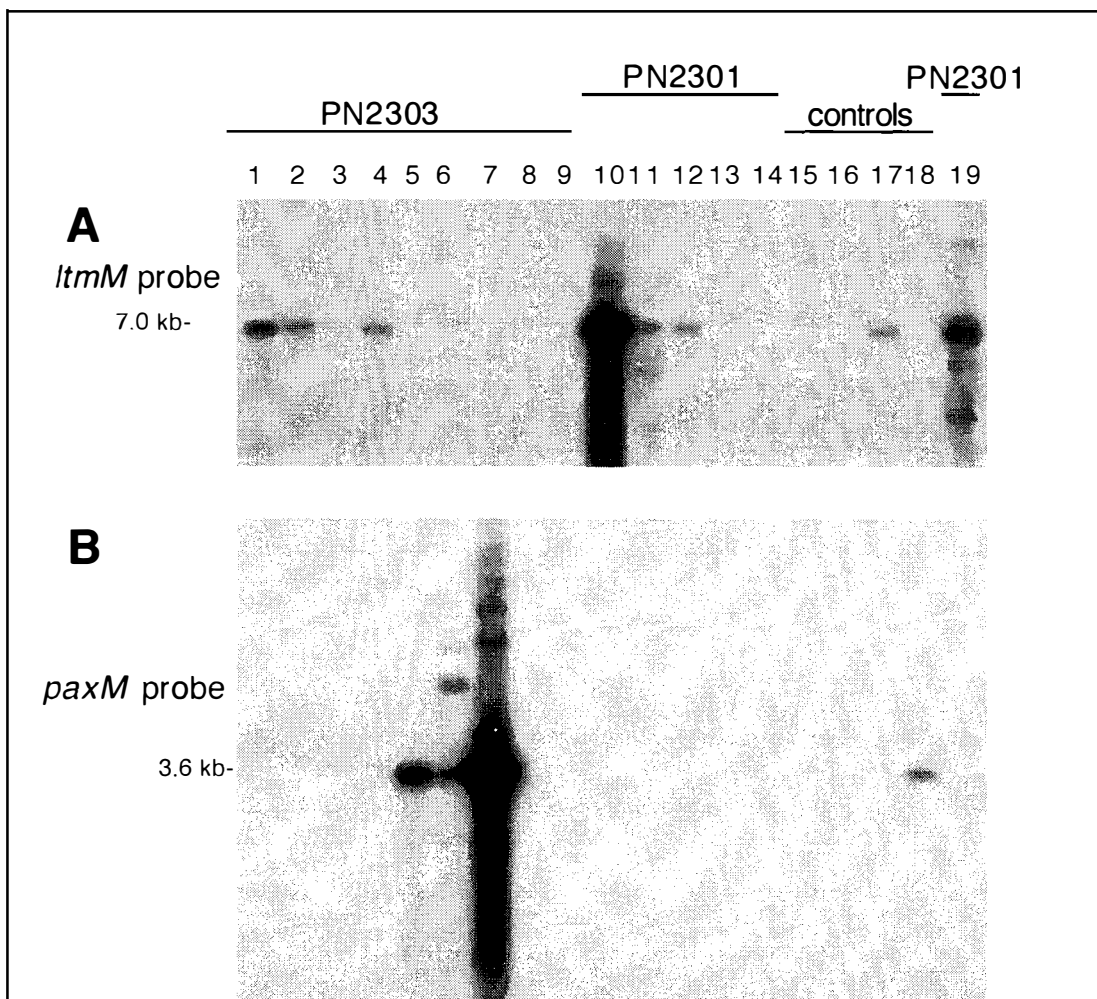 PN2301 PN2301
PN2303 controls
1 2 3 4 5 6 7 8 9 10 11 12 13 14 15 16 17 18 19
A
ltmM probe
7.0 kb-
B
paxM probe
3.6 kb-